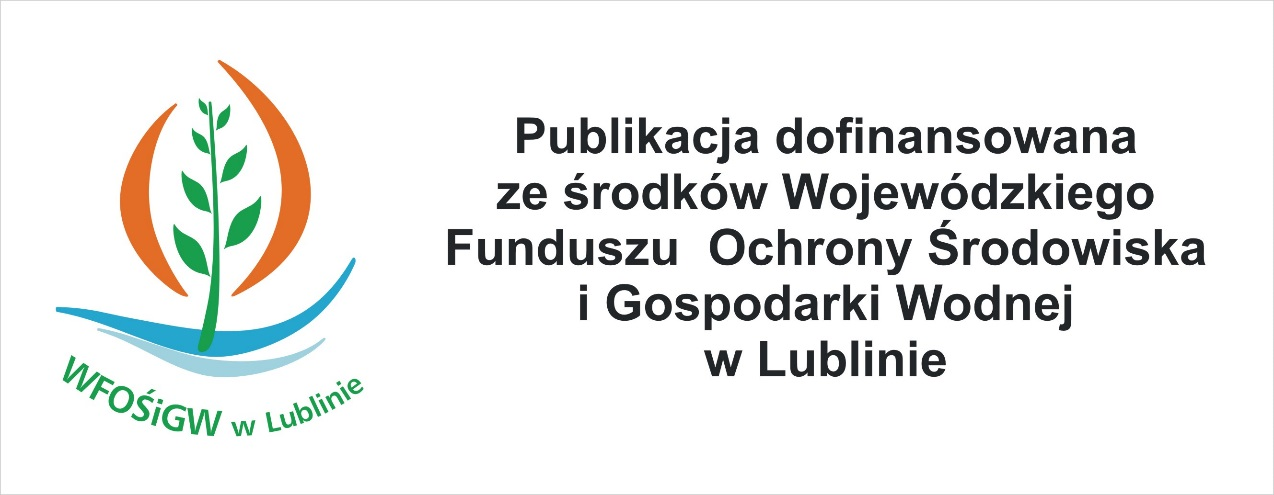 Publikacja dofinansowana
ze środków Wojewódzkiego
Funduszu  Ochrony Środowiska
i Gospodarki Wodnej
w Lublinie
WFOŚiGW w Lublinie